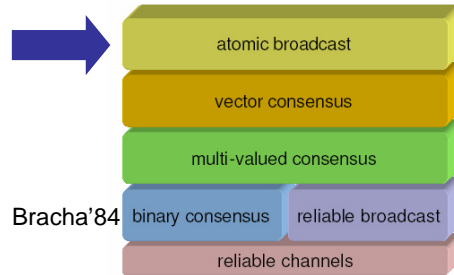 atomic broadcast
vector consensus
multi-valued consensus
Bracha’84 binary consensus reliable broadcast
reliable channels